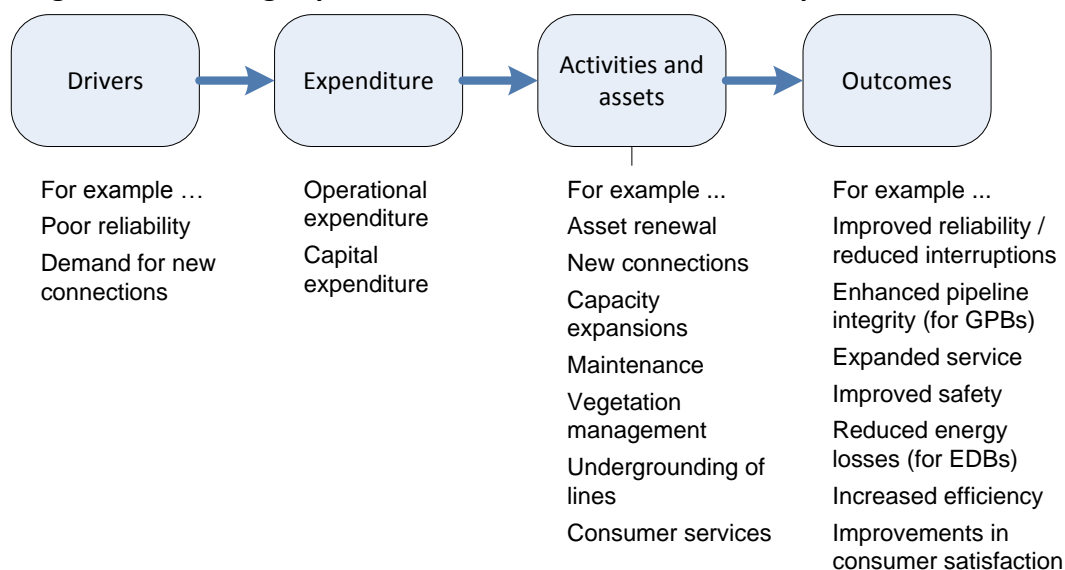 Drivers
Expenditure
Activities and
assets
Outcomes
For example …
Poor reliability
Demand for new
connections
Operational
expenditure
Capital
expenditure
For example ...
Asset renewal
New connections
Capacity
expansions
Maintenance
Vegetation
management
Undergrounding of
lines
Consumer services
For example ...
Improved reliability /
reduced interruptions
Enhanced pipeline
integrity (for GPBs)
Expanded service
Improved safety
Reduced energy
losses (for EDBs)
Increased efficiency
Improvements in
consumer satisfaction